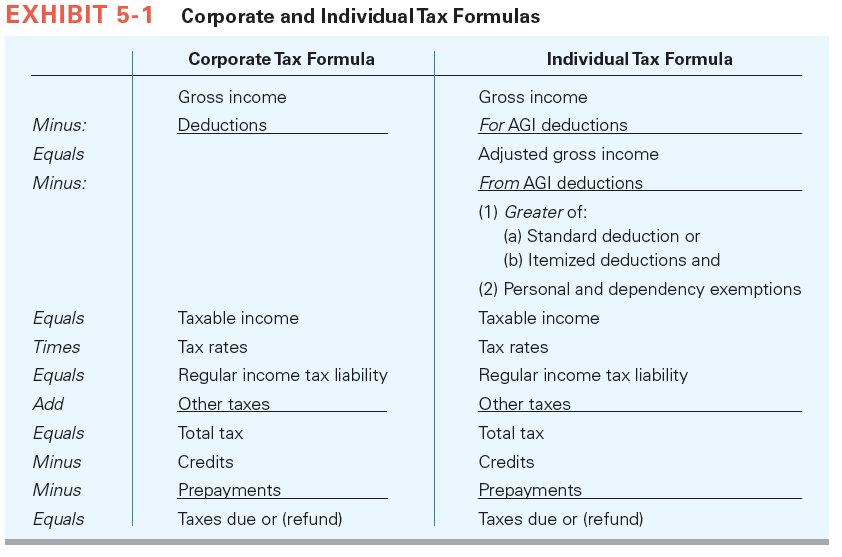 EXHIBIT 5-1 Corporate and Individual Tax Formulas
Corporate Tax Formula Individual Tax Formula
Gross income Gross income
Minus: Deductions For AGI deductions
Equals Adjusted gross income
Minus: From AGI deductions
(1) Greater of:
(a) Standard deduction or
(b) Itemized deductions and
(2) Personal and dependency exemptions
Equals Taxable income Taxable income
Times Tax rates Tax rates
Equals Regular income tax liability Regular income tax liability
Add Other taxes Other taxes
Equals Total tax Total tax
Minus Credits Credits
Minus Prepayments Prepayments
Equals Taxes due or (refund) Taxes due or (refund)